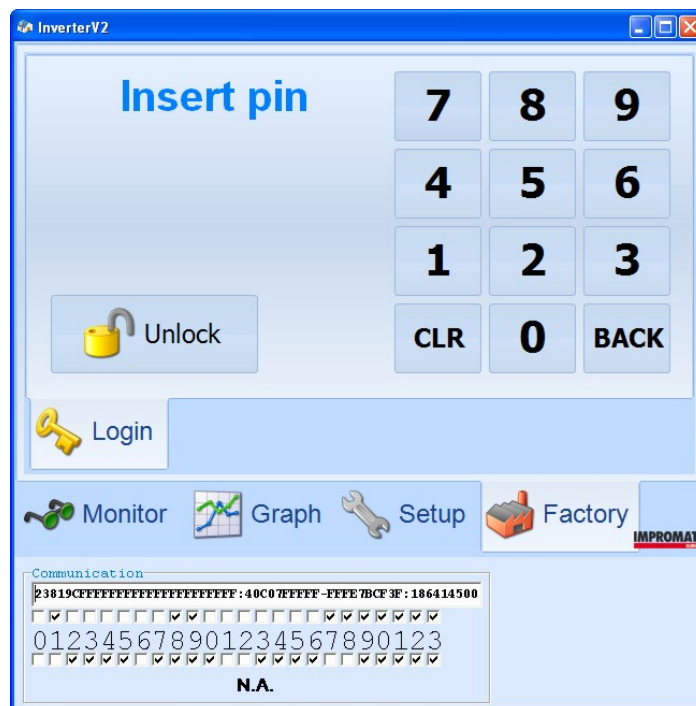 InverterV2
Insert pin
7 8 9
4 5 6
1 2 3
Unlock
CLR 0 BACK
Login
Monitor Graph Setup Factory
IMPROMAT
Communication
23819CFFFFFFFFFFFFFFFFFFFFFF:40C07FFFFF-FFFE7BCF3F:186414500
012345678901234567890123
N.A.